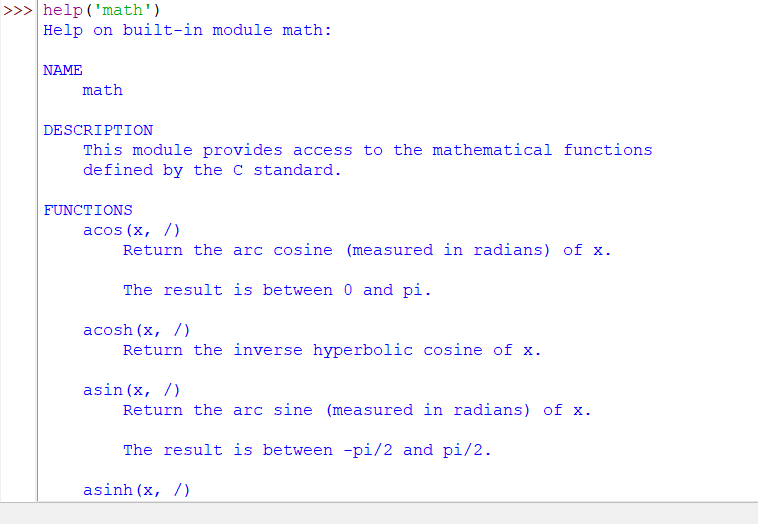 >>> help('math')
Help on built-in module math:
NAME
math
DESCRIPTION
This module provides access to the mathematical functions
defined by the C standard.
FUNCTIONS
acos(x, /)
Return the arc cosine (measured in radians) of x.
The result is between 0 and pi.
acosh(x, /)
Return the inverse hyperbolic cosine of x.
asin(x, /)
Return the arc sine (measured in radians) of x.
The result is between -pi/2 and pi/2.
asinh(x, /)